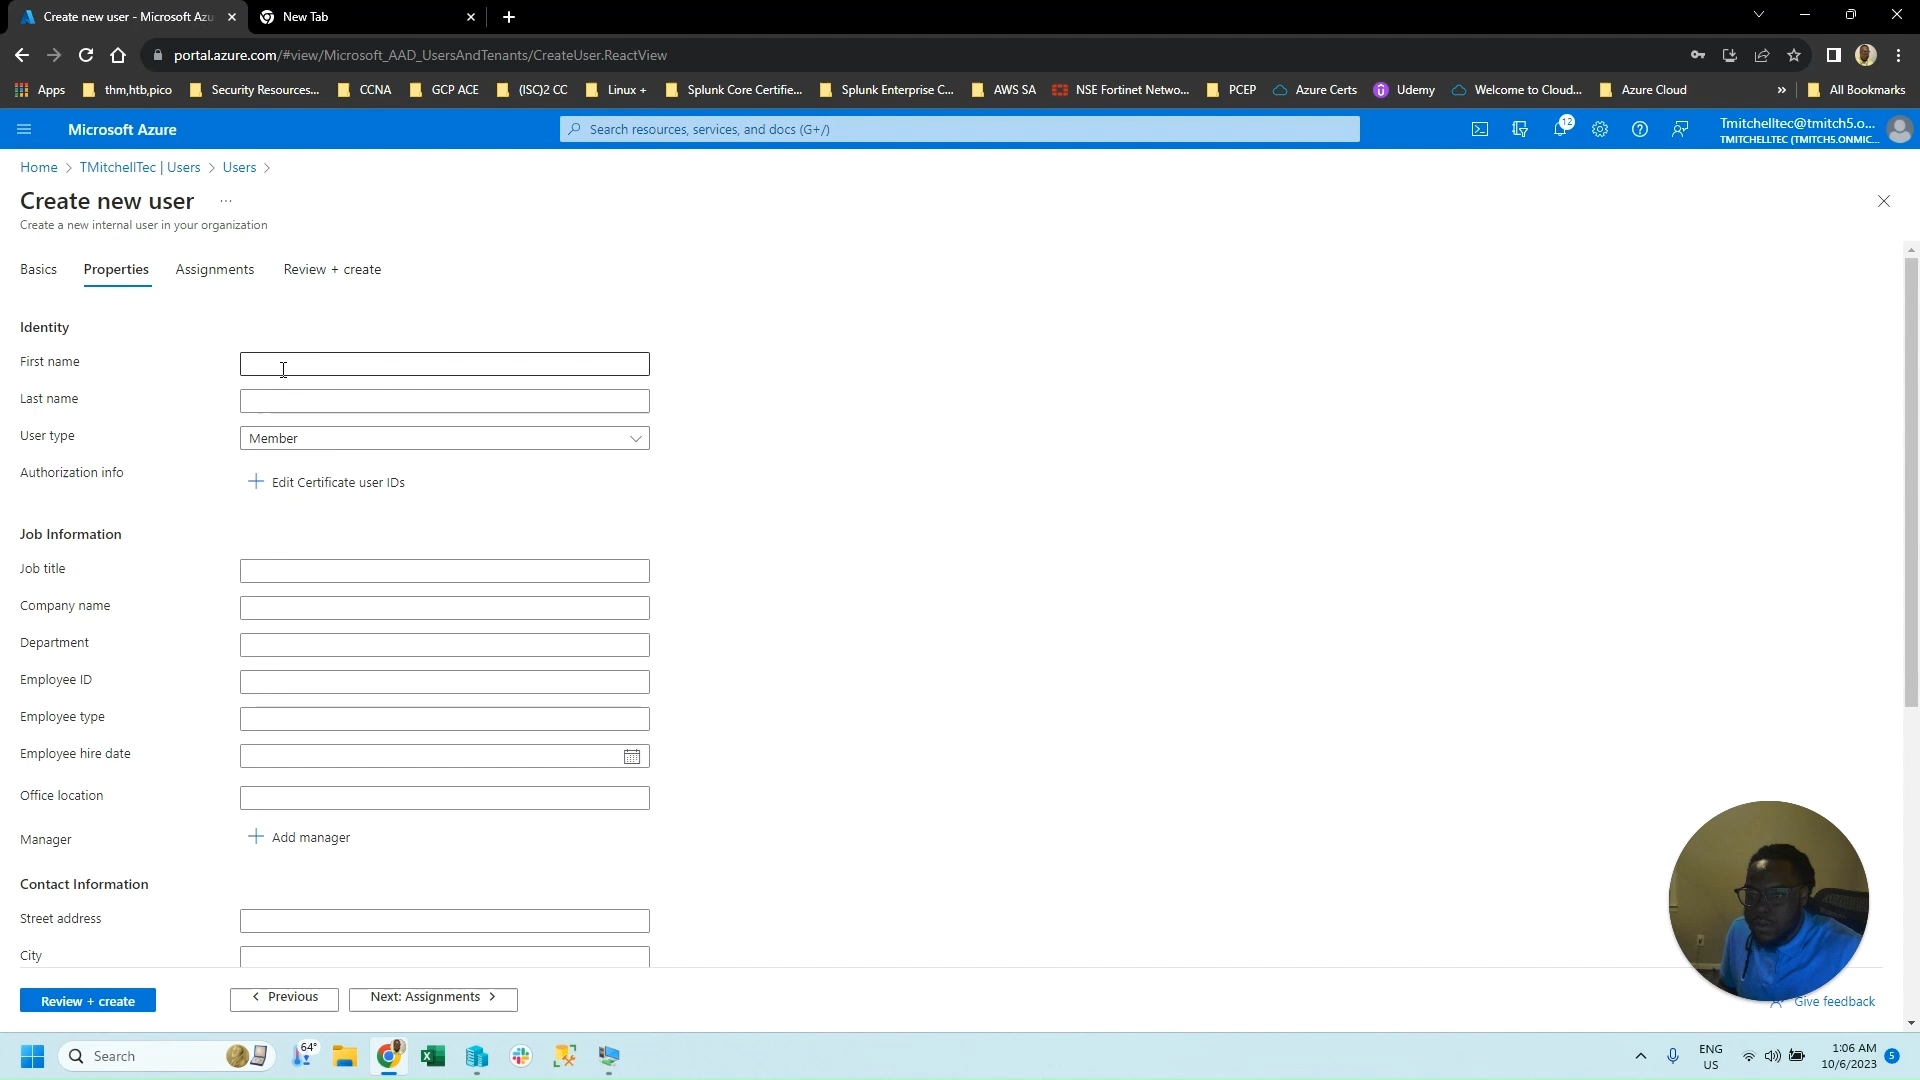 Create new user - Microsoft Azu
New Tab
portal.azure.com/#view/Microsoft_AAD_UsersAndTenants/CreateUser.ReactView
Apps thm,htb,pico Security Resources... CCNA GCP ACE (ISC)2 CC Linux + Splunk Core Certifie... Splunk Enterprise C... AWS SA NSE Fortinet Netwo... PCEP Azure Certs Udemy Welcome to Cloud... Azure Cloud » All Bookmarks
Microsoft Azure
Search resources, services, and docs (G+/)
12
Tmitchelltec@tmitch5.o...
TMITCHELLTEC (TMITCH5.ONMIC...
Home > TMitchellTec | Users > Users >
Create new user ...
Create a new internal user in your organization
Basics Properties Assignments Review + create
Identity
First name
Last name
User type Member
Authorization info
Edit Certificate user IDs
Job Information
Job title
Company name
Department
Employee ID
Employee type
Employee hire date
Office location
Manager Add manager
Contact Information
Street address
City
Review + create < Previous Next: Assignments >
Give feedback
Search
64°
ENG
US
1:06 AM
10/6/2023
5